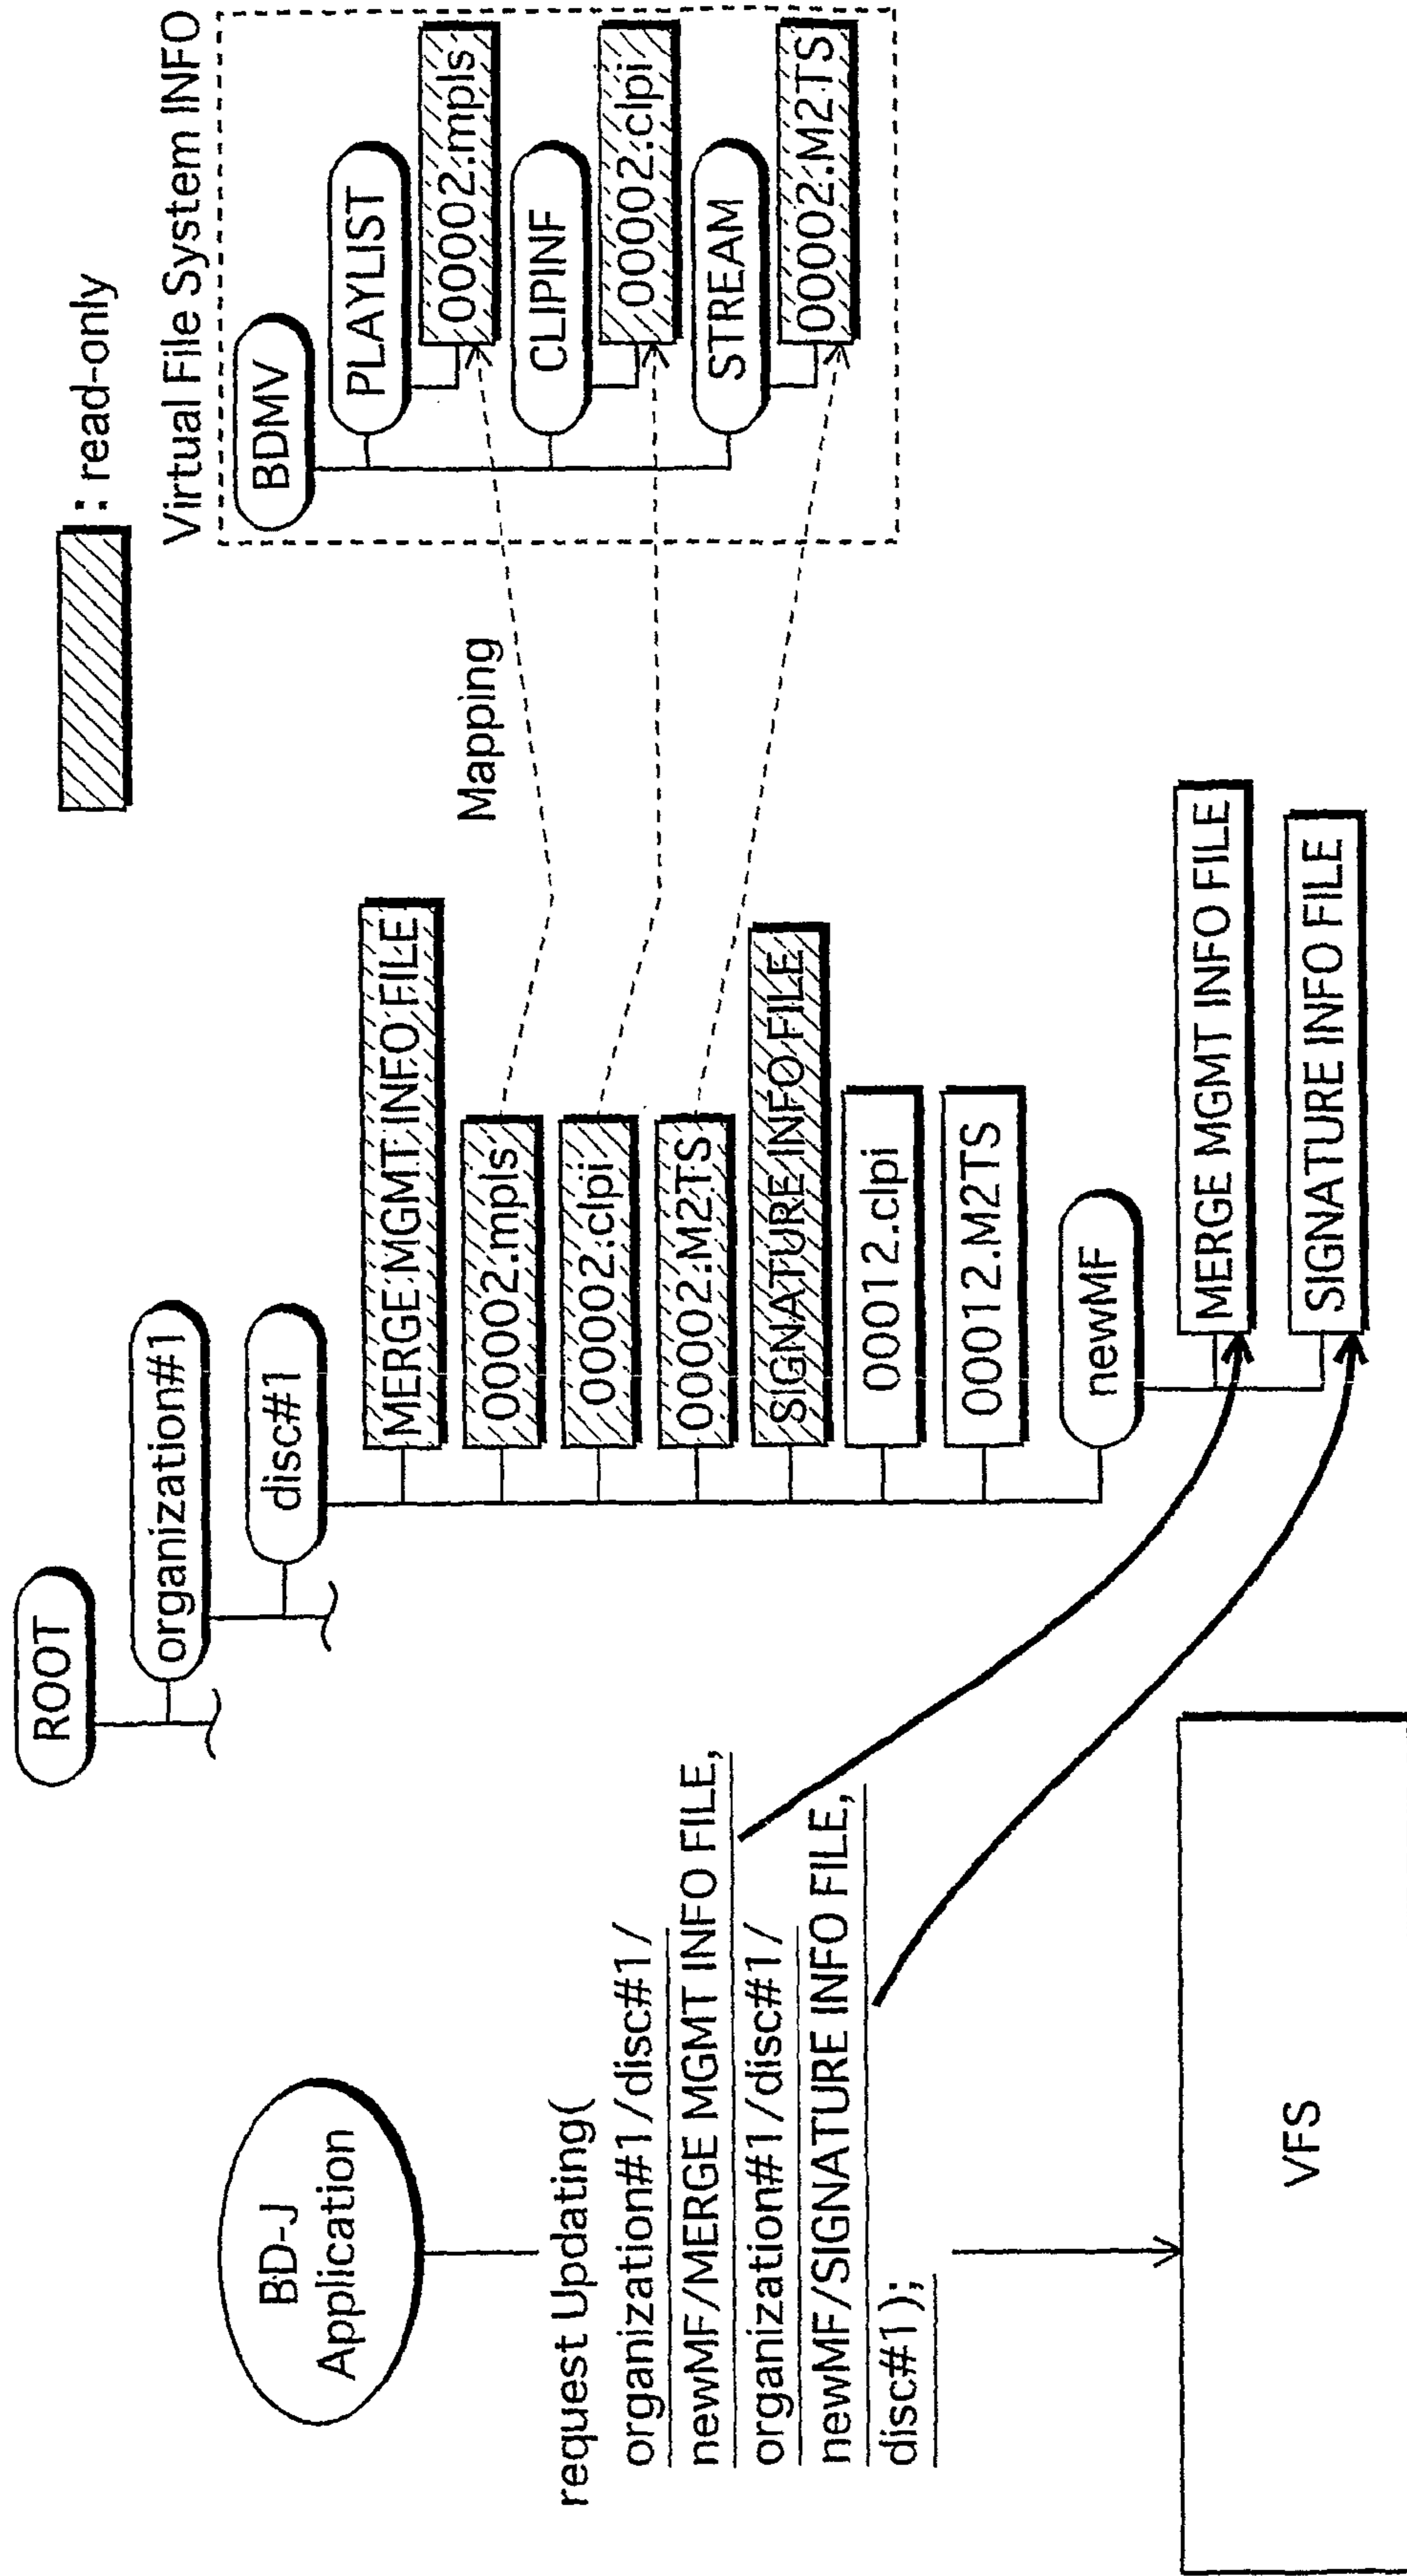 : read-only
Virtual File System INFO
BDMV
PLAYLIST
00002.mpls
CLIPINF
00002.clpi
STREAM
00002.M2TS
Mapping
ROOT
organization#1
disc#1
MERGE MGMT INFO FILE
00002.mpls
00002.clpi
00002.M2TS
SIGNATURE INFO FILE
00012.clpi
00012.M2TS
newMF
MERGE MGMT INFO FILE
SIGNATURE INFO FILE
BD-J
Application
request Updating(
organization#1/disc#1/
newMF/MERGE MGMT INFO FILE,
organization#1/disc#1/
newMF/SIGNATURE INFO FILE,
disc#1);
VFS